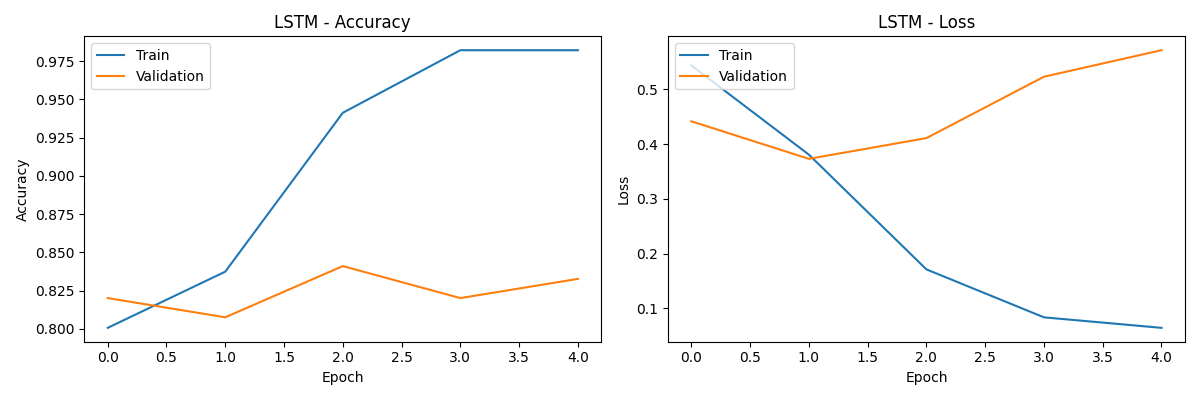 LSTM - Accuracy
Train
Validation
0.975
0.950
0.925
0.900
0.875
0.850
0.825
0.800
Accuracy
0.0 0.5 1.0 1.5 2.0 2.5 3.0 3.5 4.0
Epoch
LSTM - Loss
Train
Validation
0.5
0.4
0.3
0.2
0.1
Loss
0.0 0.5 1.0 1.5 2.0 2.5 3.0 3.5 4.0
Epoch